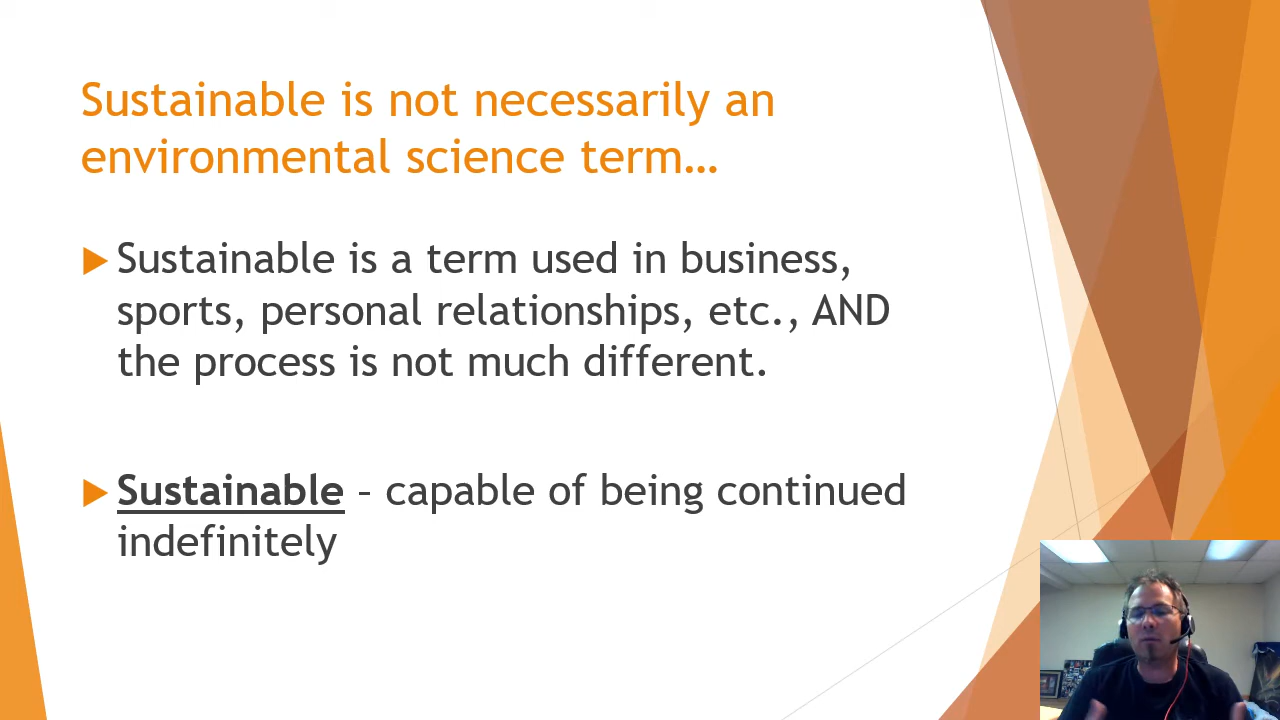 Sustainable is not necessarily an
environmental science term…
Sustainable is a term used in business,
sports, personal relationships, etc., AND
the process is not much different.
Sustainable – capable of being continued
indefinitely